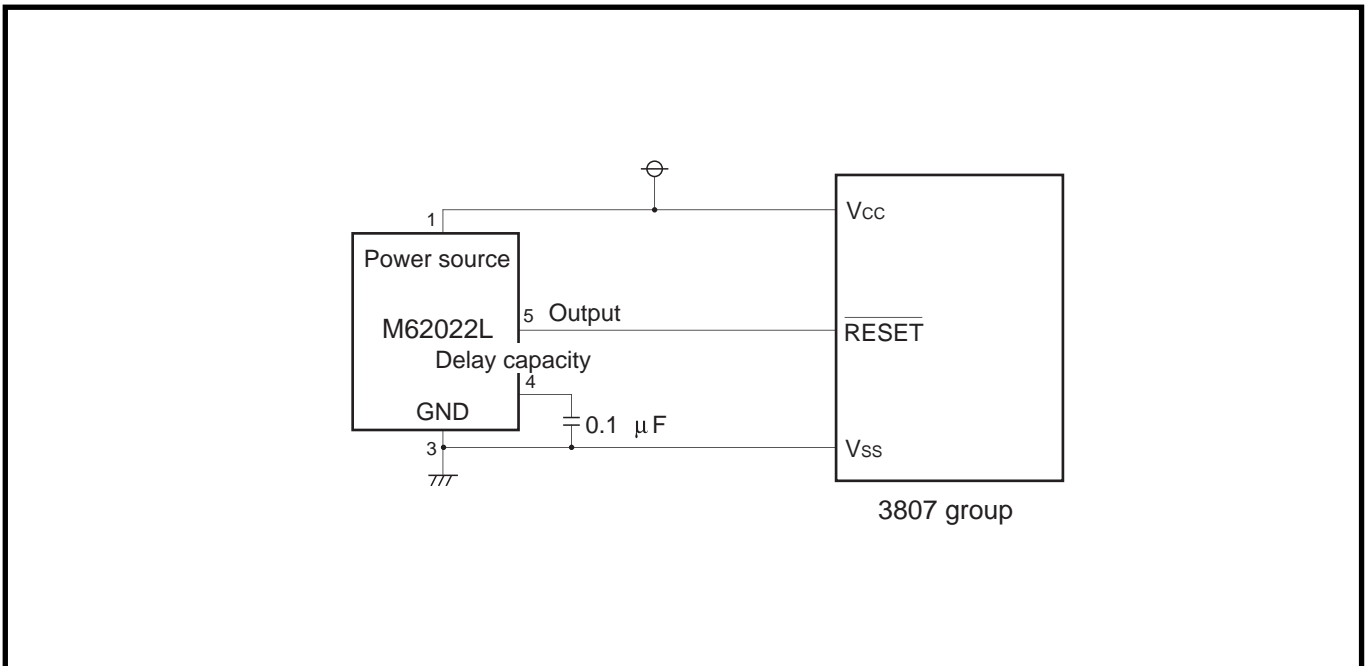 1
Power source
M62022L
5 Output
Delay capacity
4
GND
3
0.1 μF
VCC
RESET
VSS
3807 group